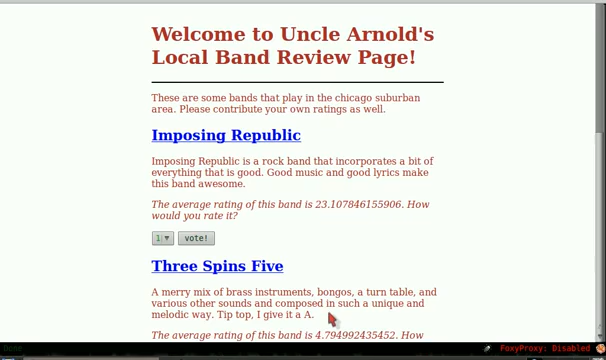 Welcome to Uncle Arnold's
Local Band Review Page!
These are some bands that play in the chicago suburban
area. Please contribute your own ratings as well.
Imposing Republic
Imposing Republic is a rock band that incorporates a bit of
everything that is good. Good music and good lyrics make
this band awesome.
The average rating of this band is 23.107846155906. How
would you rate it?
1 vote!
Three Spins Five
A merry mix of brass instruments, bongos, a turn table, and
various other sounds and composed in such a unique and
melodic way. Tip top, I give it a A.
The average rating of this band is 4.794992435452. How
Done FoxyProxy: Disabled